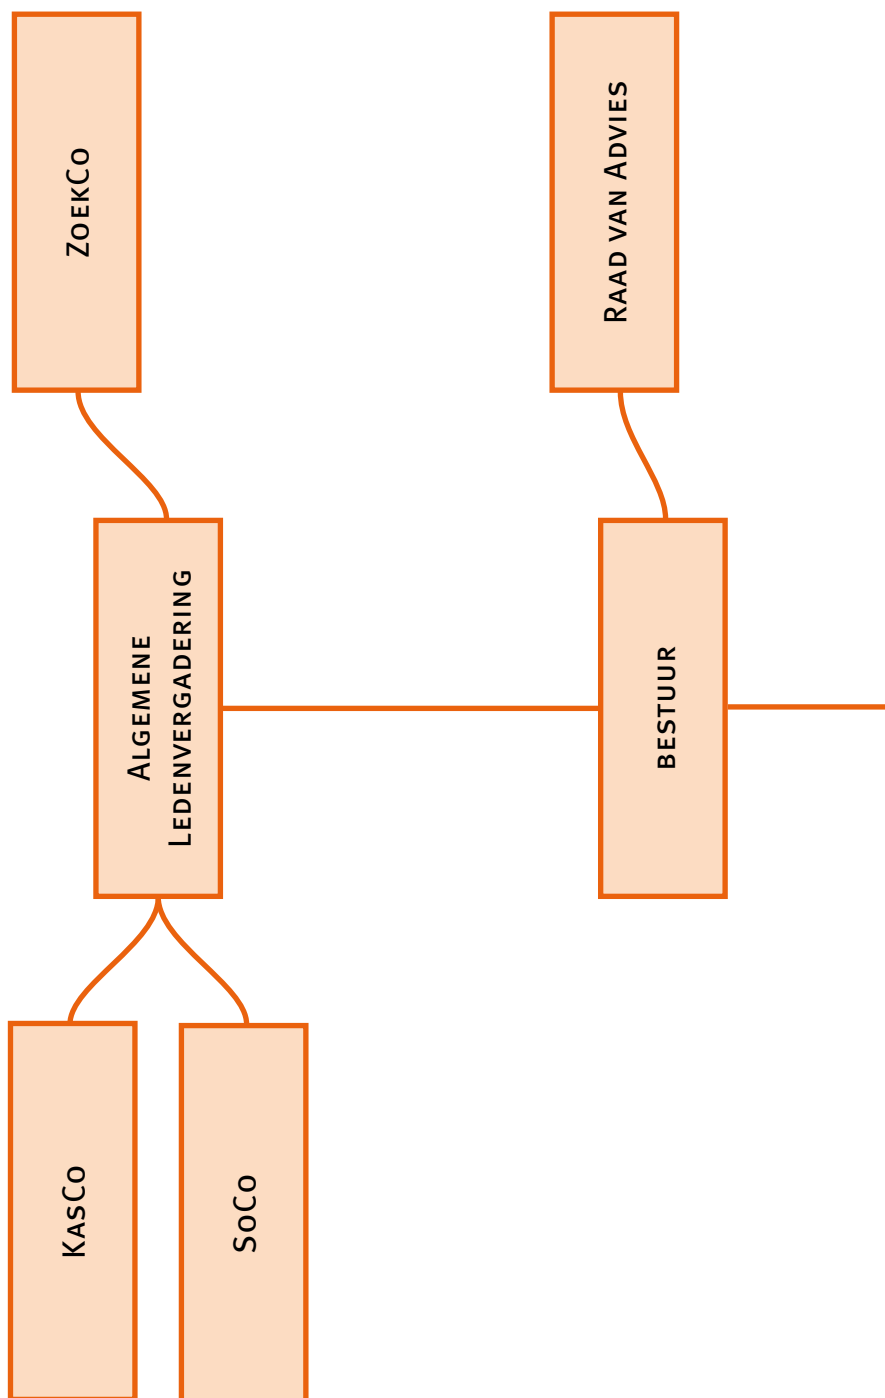 ZoekCo
Raad van Advies
Algemene
Ledenvergadering
bestuur
KasCo
SoCo